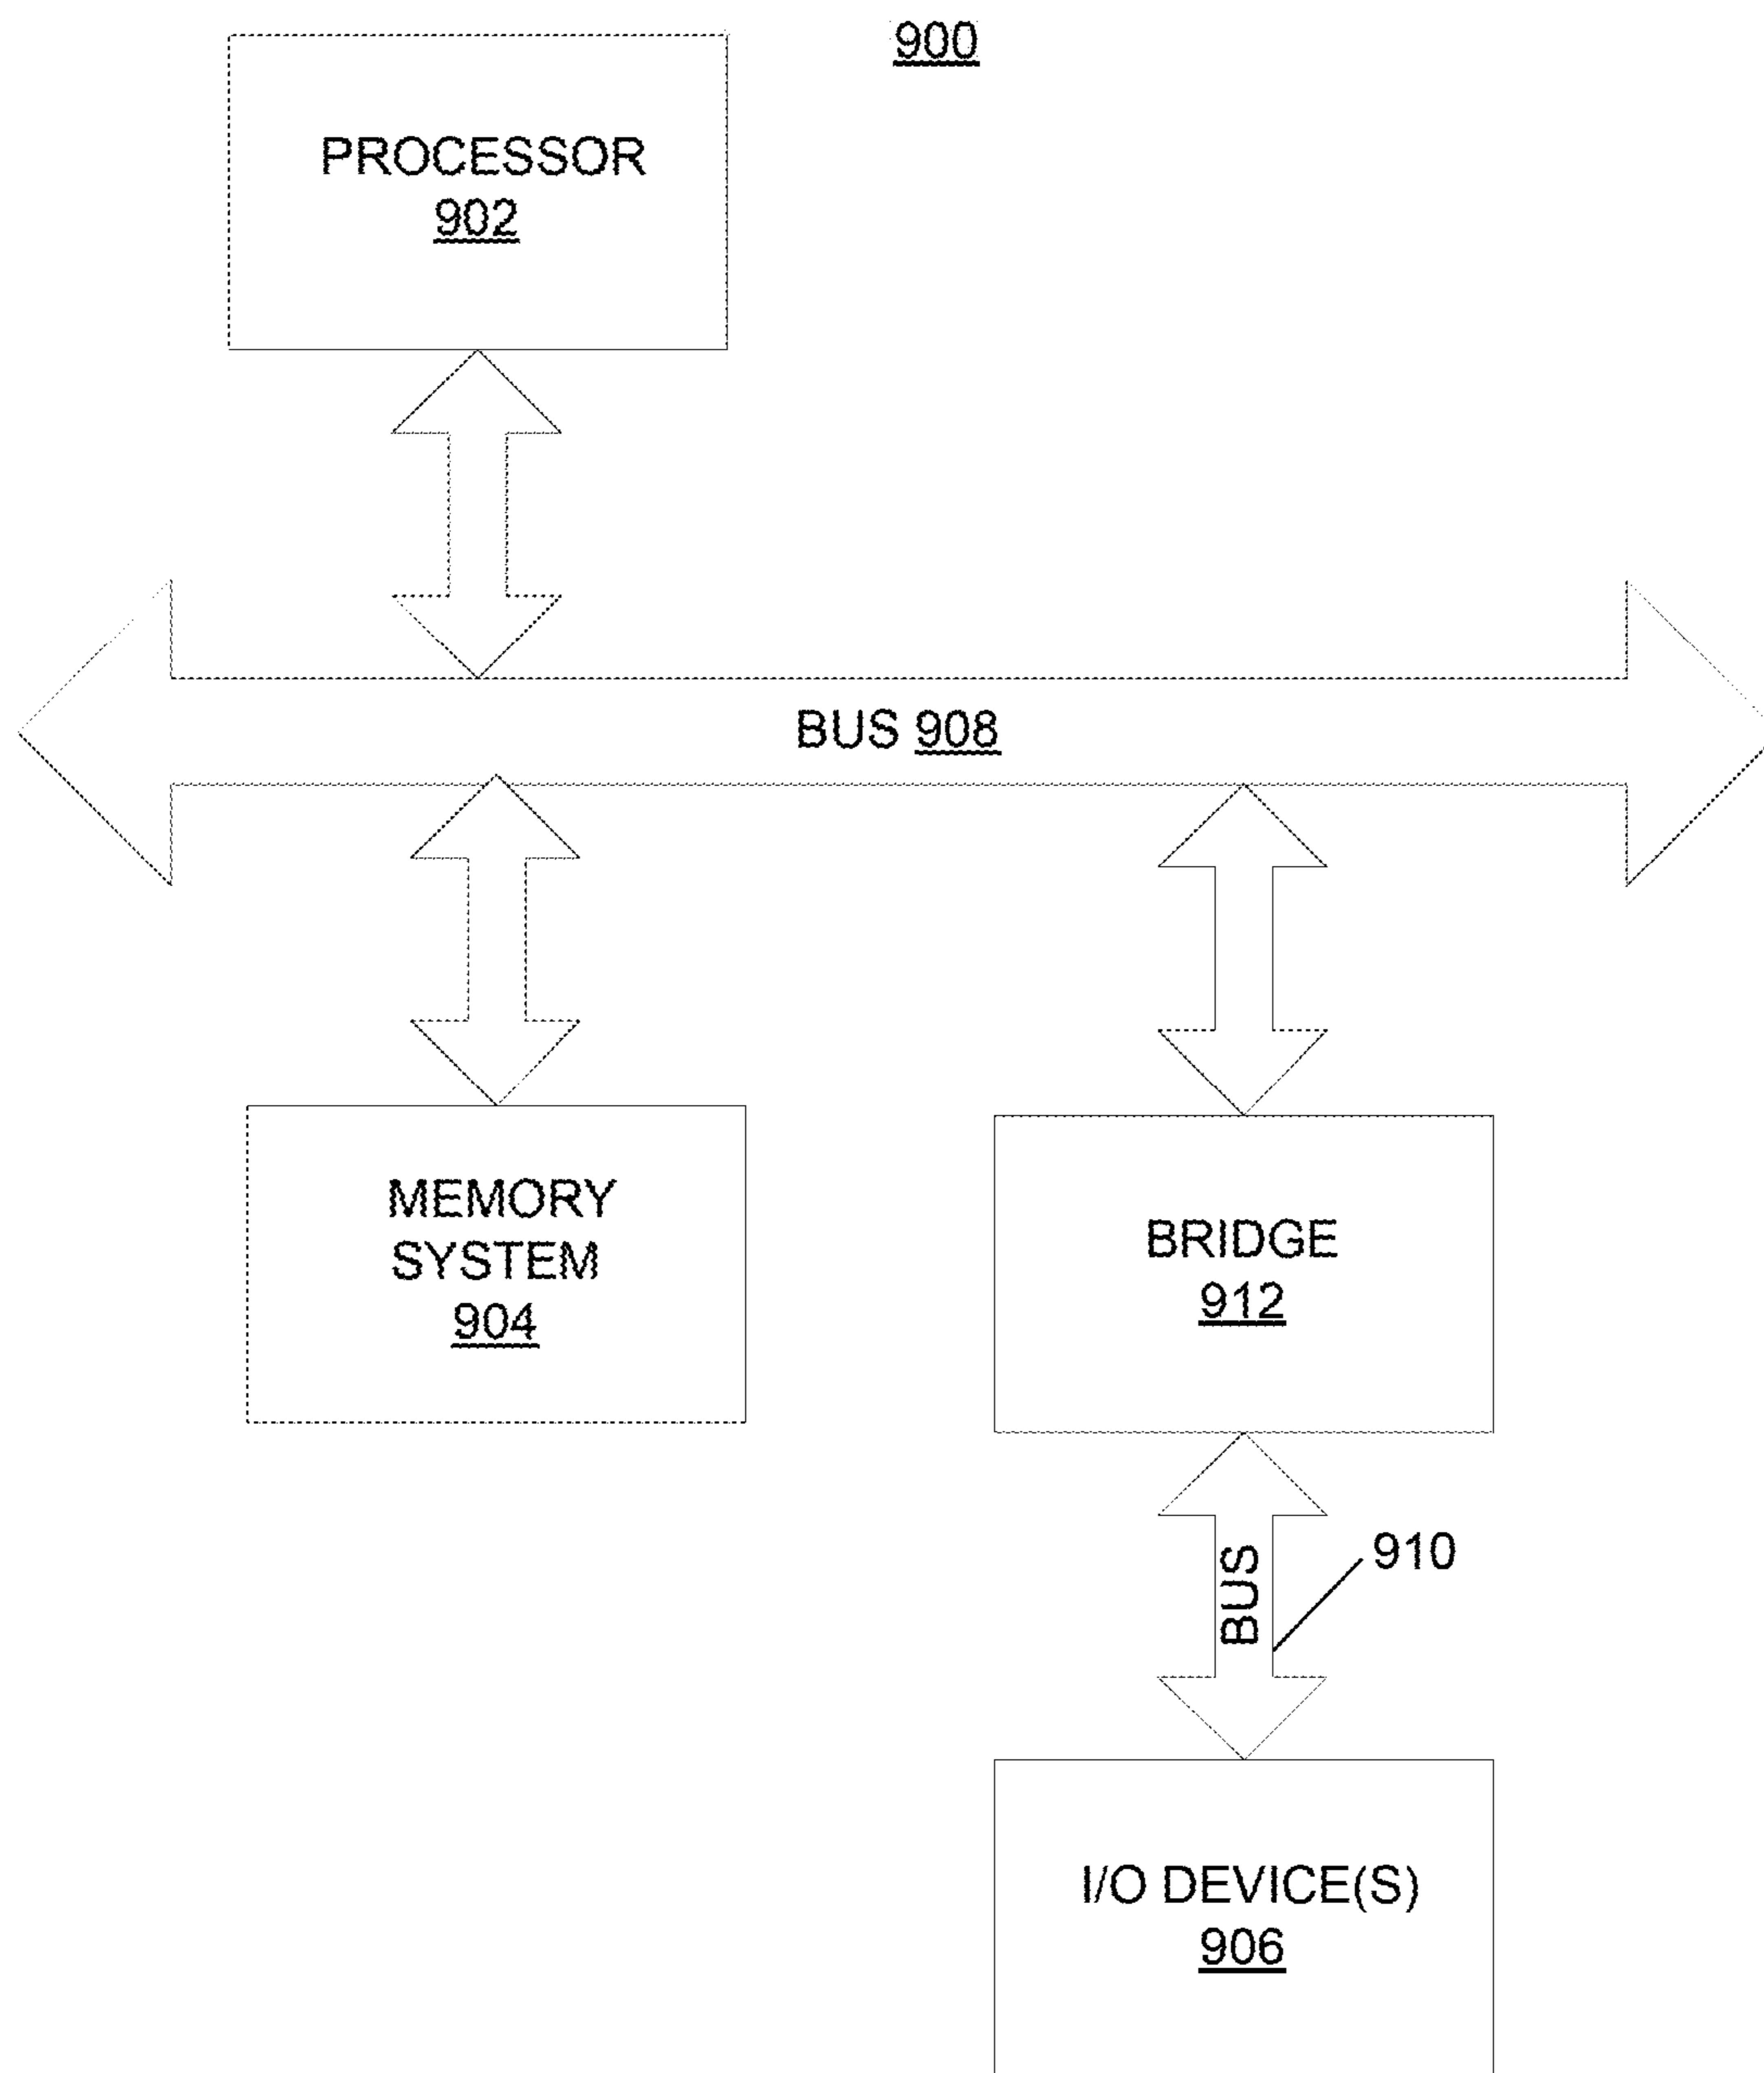 900
PROCESSOR
902
BUS 908
MEMORY
SYSTEM
904
BRIDGE
912
BUS
910
I/O DEVICE(S)
906